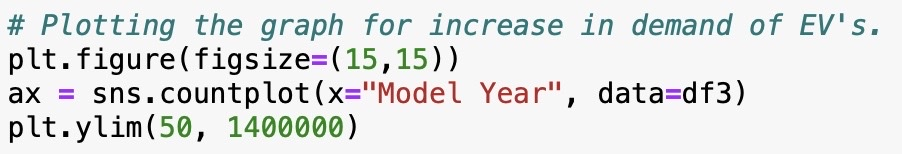 # Plotting the graph for increase in demand of EV's.
plt.figure(figsize=(15,15))
ax = sns.countplot(x="Model Year", data=df3)
plt.ylim(50, 1400000)